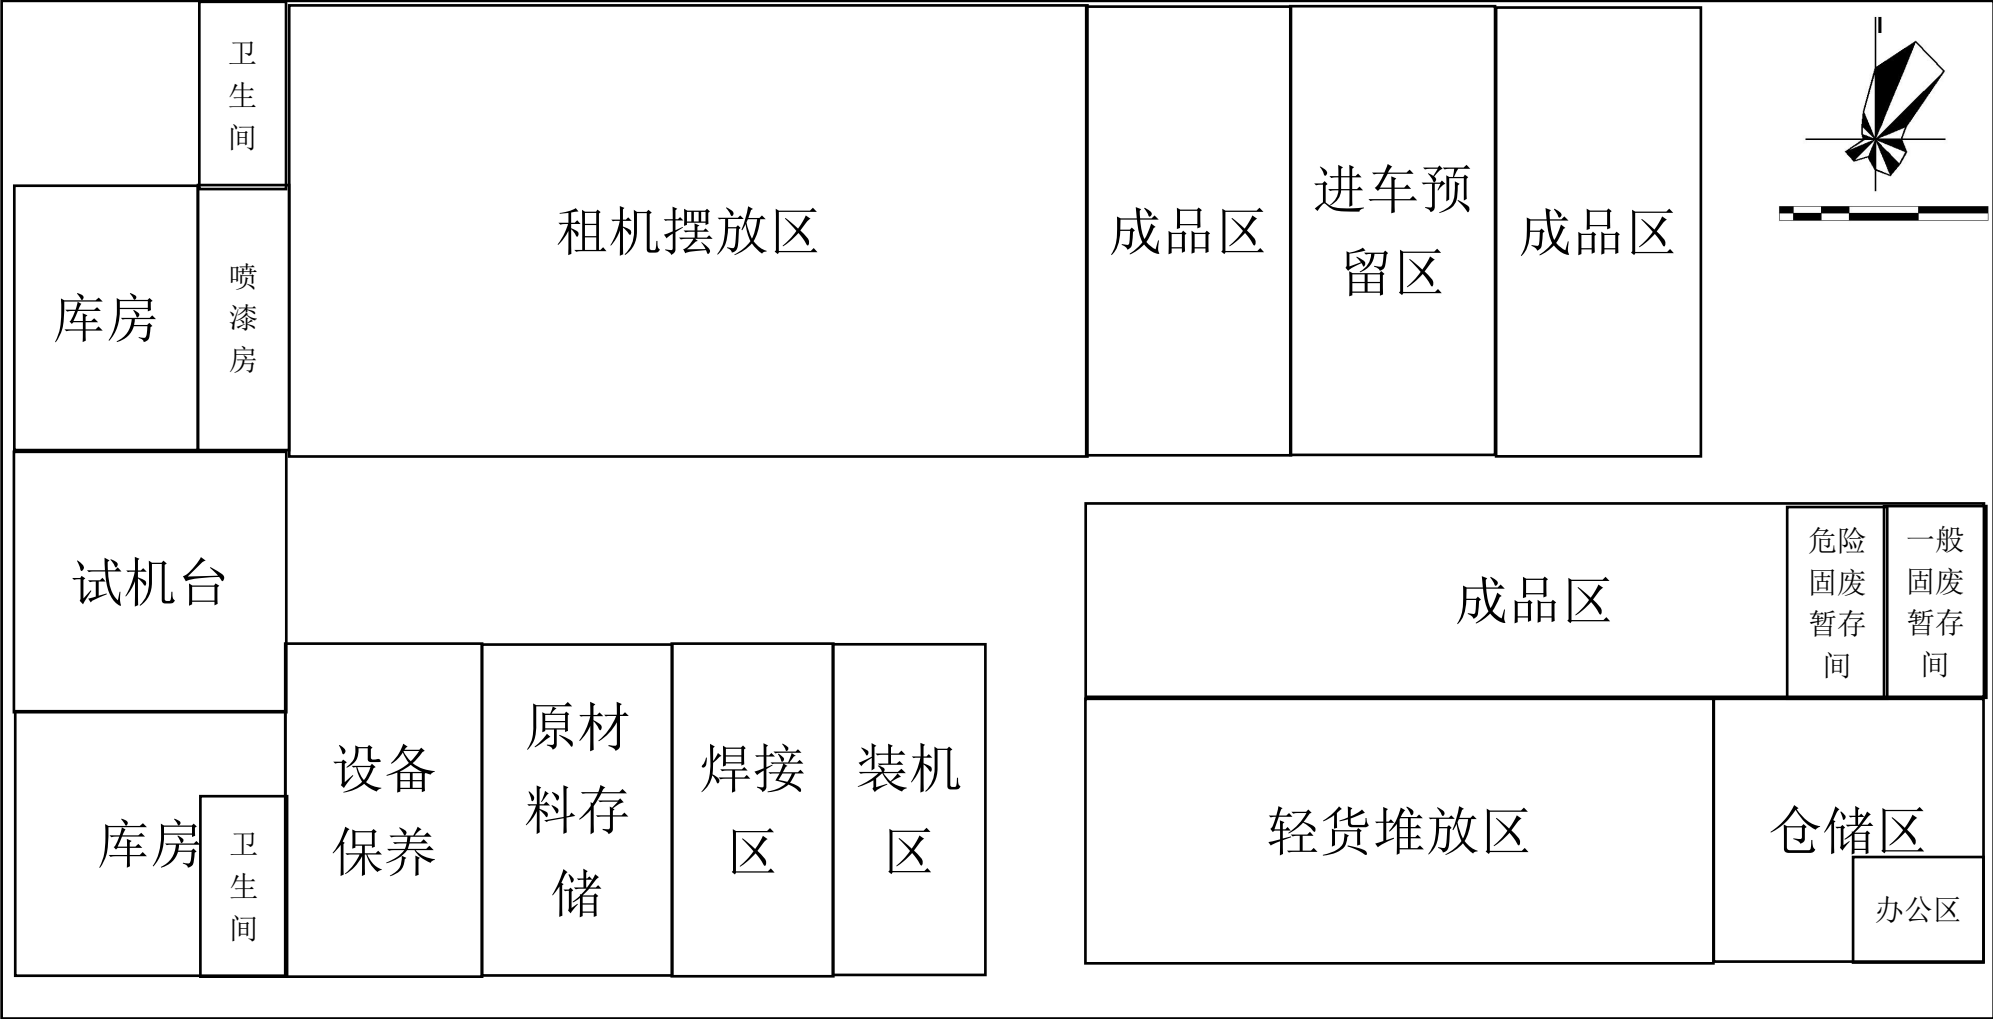 卫
生
间
租机摆放区
成品区
进车预
留区
成品区
库房
喷
漆
房
试机台
成品区
危险
固废
暂存
间
一般
固废
暂存
间
库房
卫
生
间
设备
保养
原材
料存
储
焊接
区
装机
区
轻货堆放区
仓储区
办公区